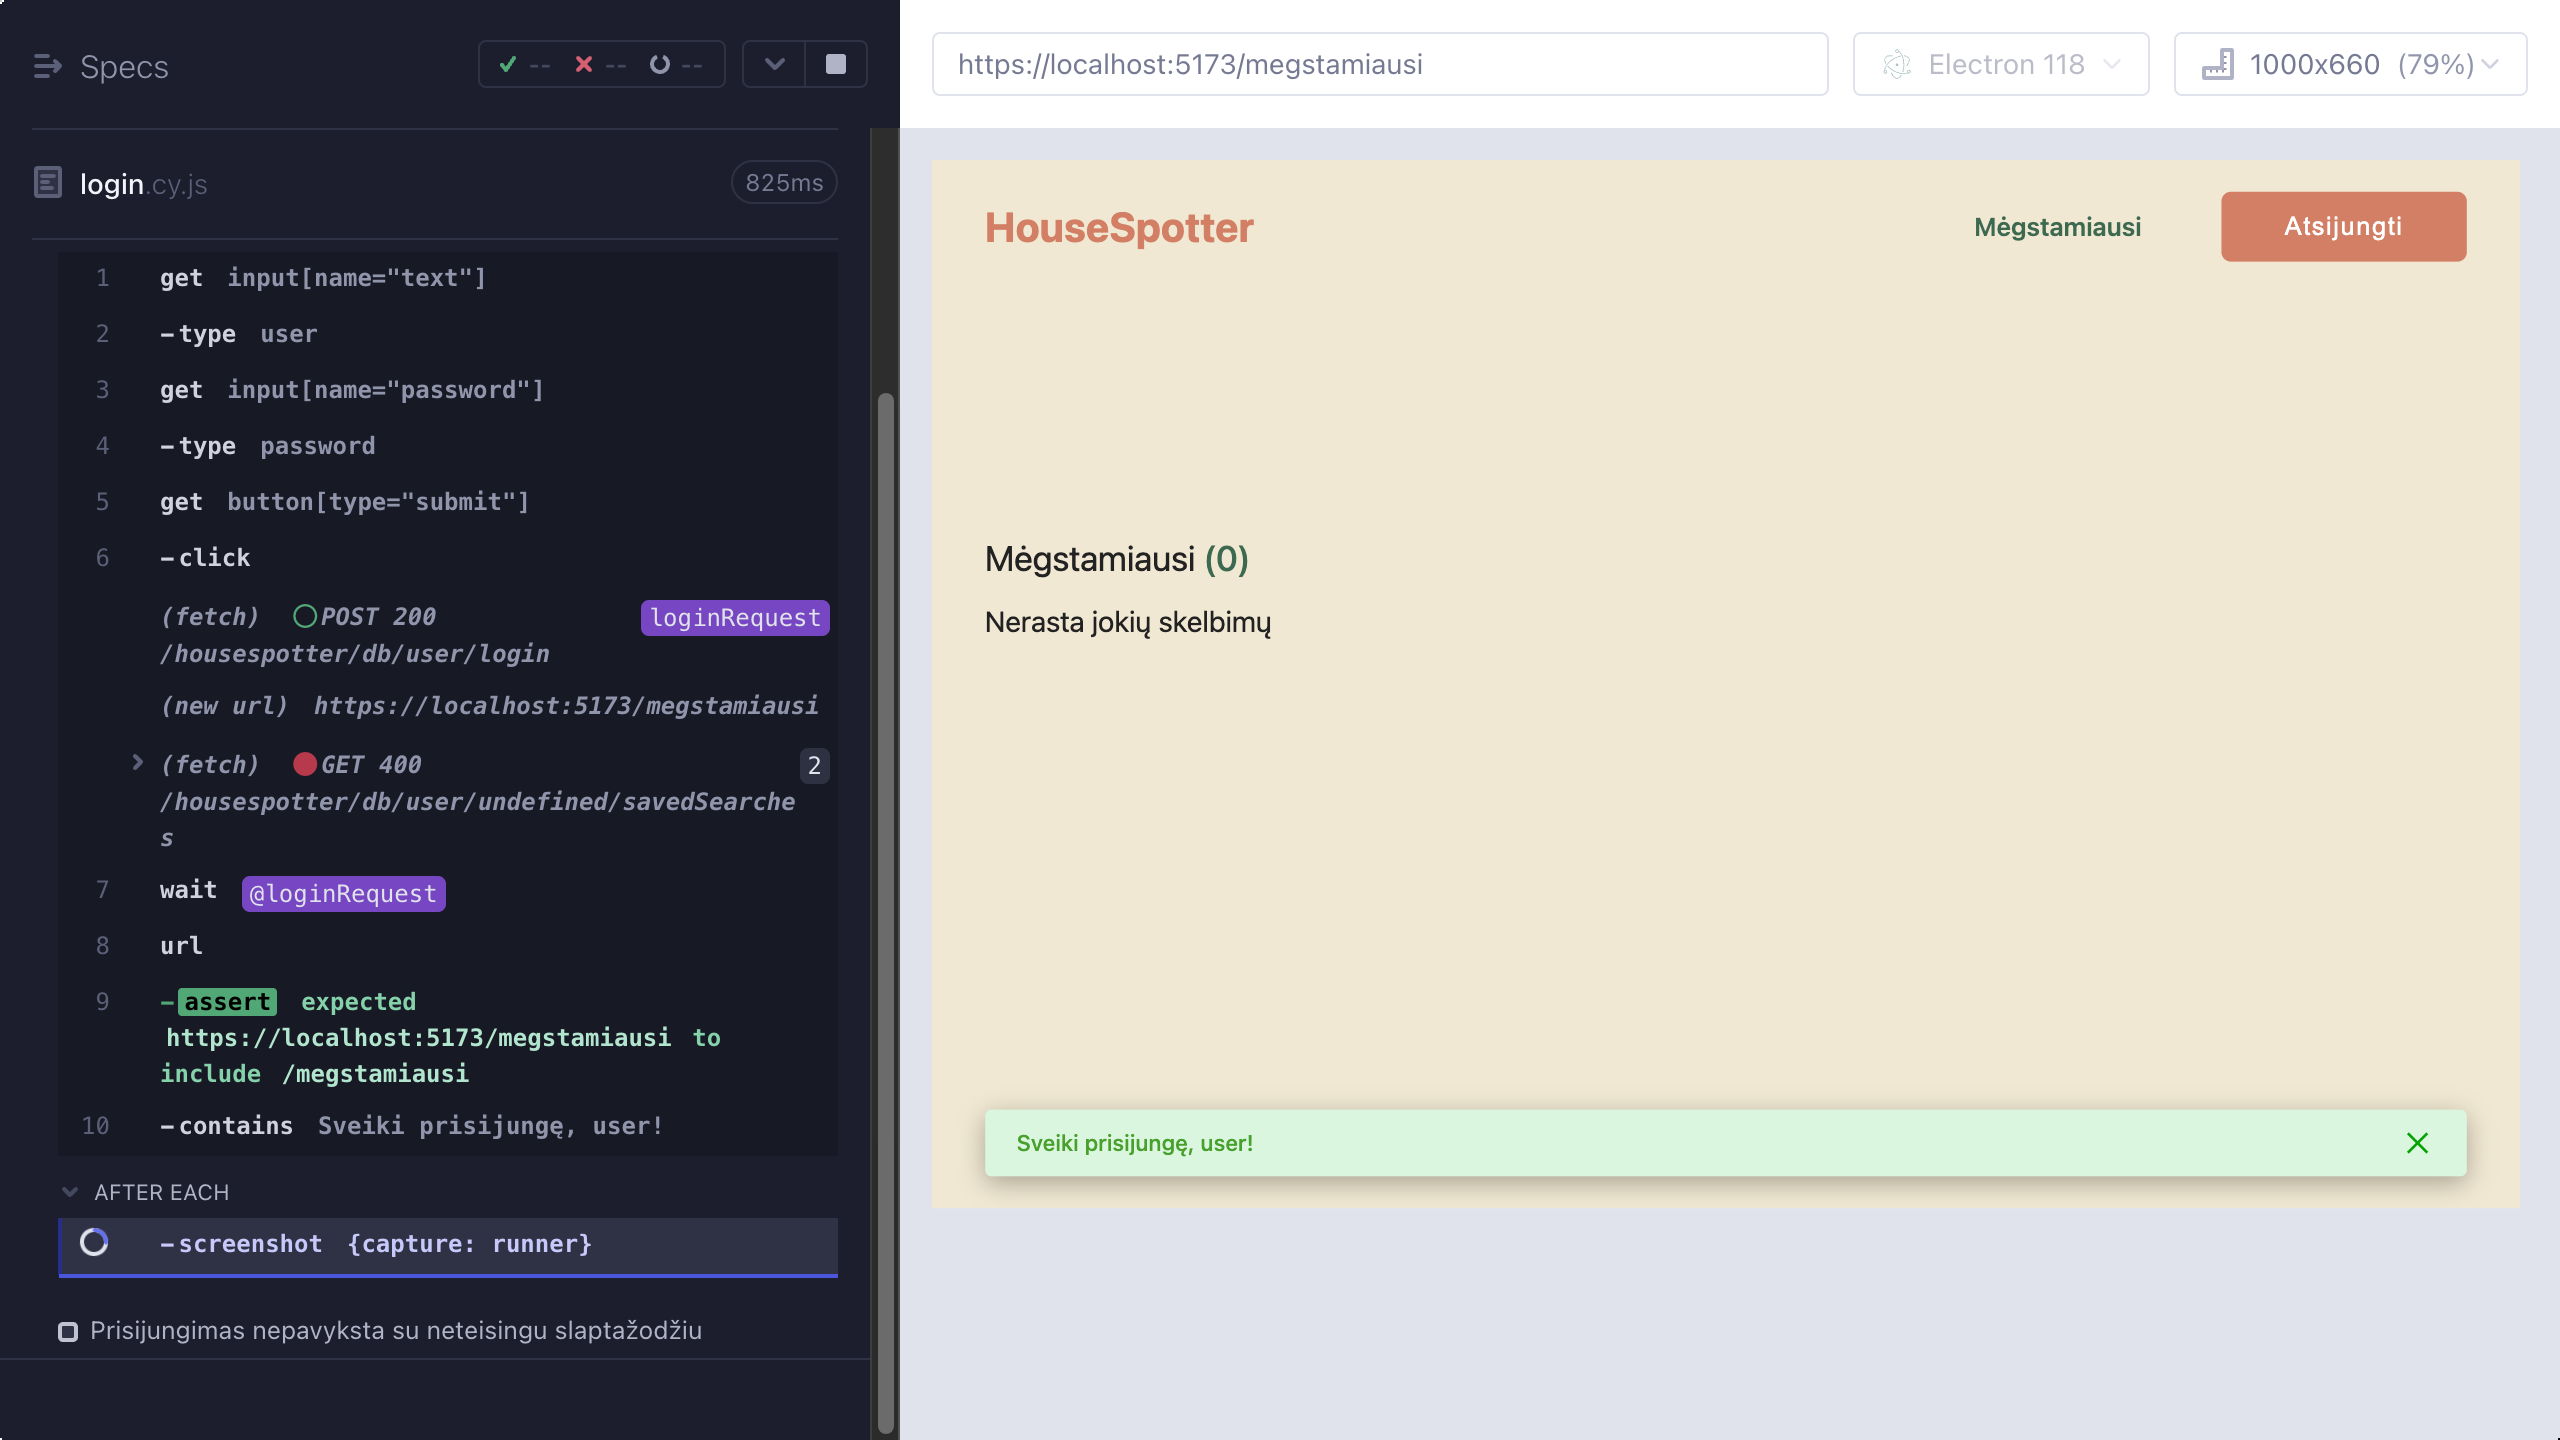 Specs
-- -- --
login.cy.js
825ms
1 get input[name="text"]
2 -type user
3 get input[name="password"]
4 -type password
5 get button[type="submit"]
6 -click
(fetch) POST 200 loginRequest
/housespotter/db/user/login
(new url) https://localhost:5173/megstamiausi
(fetch) GET 400 2
/housespotter/db/user/undefined/savedSearche
s
7 wait @loginRequest
8 url
9 -assert expected
https://localhost:5173/megstamiausi to
include /megstamiausi
10 -contains Sveiki prisijungę, user!
AFTER EACH
-screenshot {capture: runner}
Prisijungimas nepavyksta su neteisingu slaptažodžiu
https://localhost:5173/megstamiausi
Electron 118
1000x660 (79%)
HouseSpotter
Mėgstamiausi
Atsijungti
Mėgstamiausi (0)
Nerasta jokių skelbimų
Sveiki prisijungę, user!